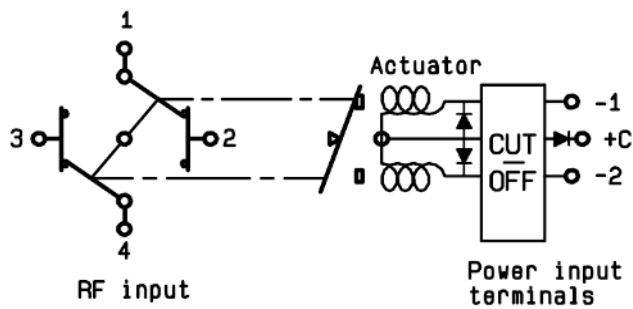 1
Actuator
-1
3
2
CUT
OFF
+C
-2
4
RF input
Power input
terminals